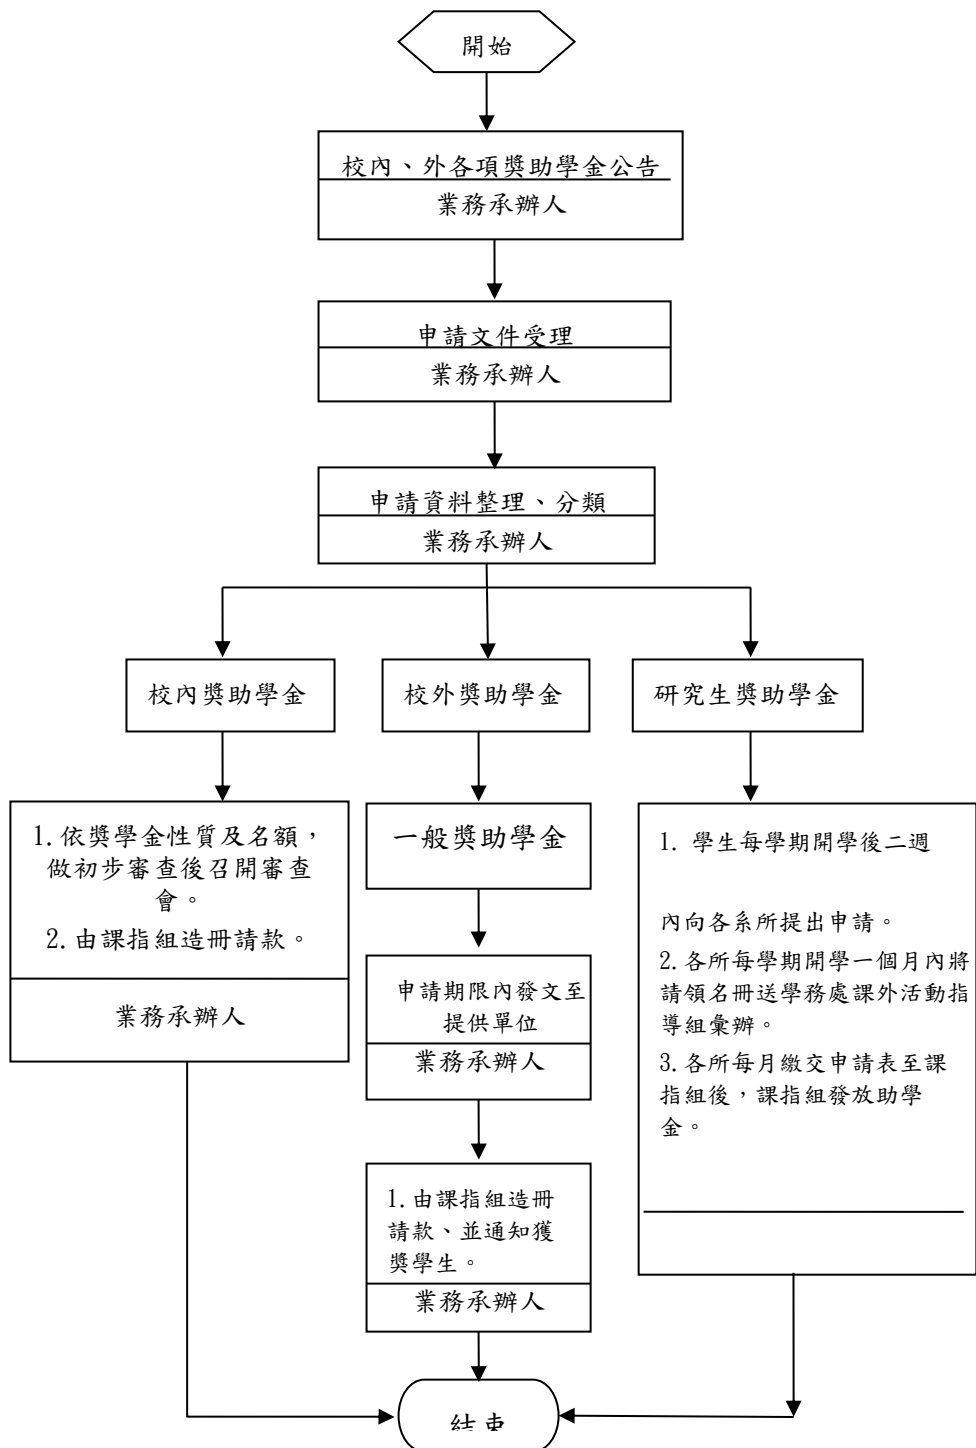 開始
校內、外各項獎助學金公告
業務承辦人
申請文件受理
業務承辦人
申請資料整理、分類
業務承辦人
校內獎助學金
校外獎助學金
研究生獎助學金
1.依獎學金性質及名額，
做初步審查後召開審查
會。
2.由課指組造冊請款。
業務承辦人
一般獎助學金
申請期限內發文至
提供單位
業務承辦人
1.由課指組造冊
請款、並通知獲
獎學生。
業務承辦人
1. 學生每學期開學後二週
內向各系所提出申請。
2.各所每學期開學一個月內將
請領名冊送學務處課外活動指
導組彙辦。
3.各所每月繳交申請表至課
指組後，課指組發放助學
金。
結束